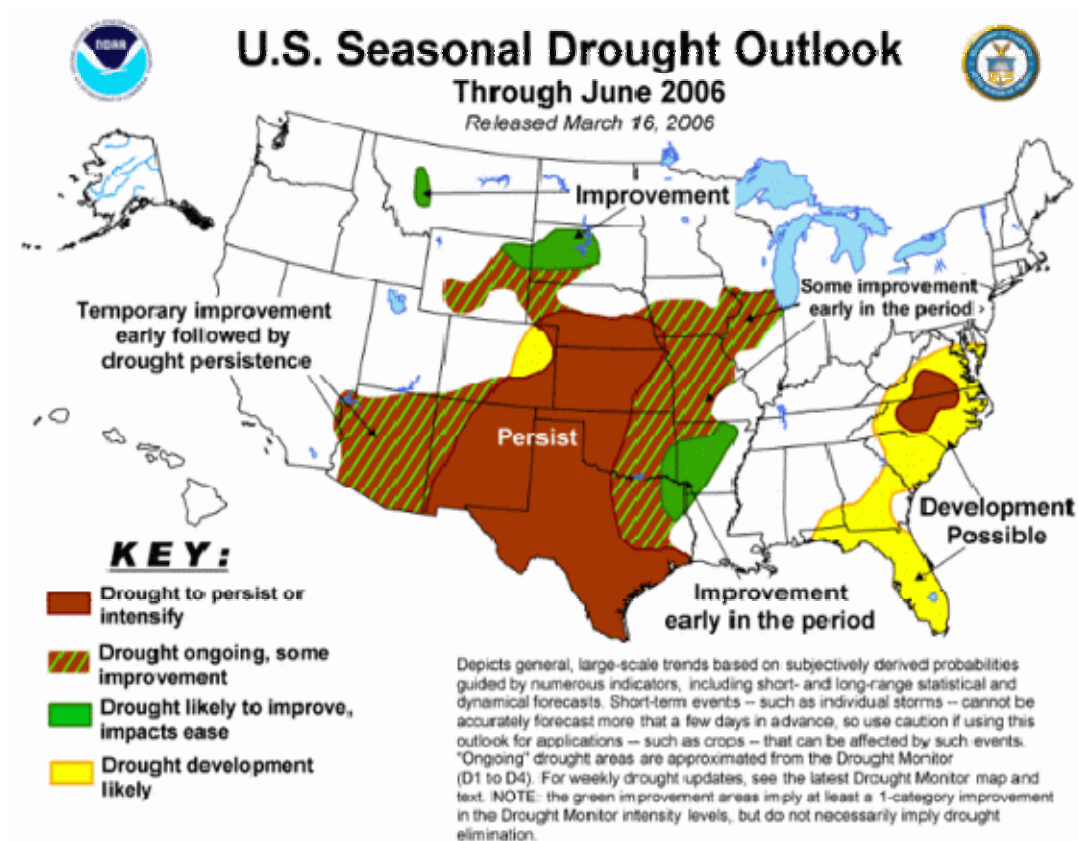 NOAA
U.S. Seasonal Drought Outlook
Through June 2006
Released March 16, 2006
Improvement
Some improvement
early in the period
Temporary improvement
early followed by
drought persistence
Persist
Development
Possible
Improvement
early in the period
KEY:
Drought to persist or
intensify
Drought ongoing, some
improvement
Drought likely to improve,
impacts ease
Drought development
likely
Depicts general, large-scale trends based on subjectively derived probabilities
guided by numerous indicators, including short- and long-range statistical and
dynamical forecasts. Short-term events -- such as individual storms -- cannot be
accurately forecast more that a few days in advance, so use caution if using this
outlook for applications -- such as crops -- that can be affected by such events.
"Ongoing" drought areas are approximated from the Drought Monitor
(D1 to D4). For weekly drought updates, see the latest Drought Monitor map and
text. NOTE: the green improvement areas imply at least a 1-category improvement
in the Drought Monitor intensity levels, but do not necessarily imply drought
elimination.